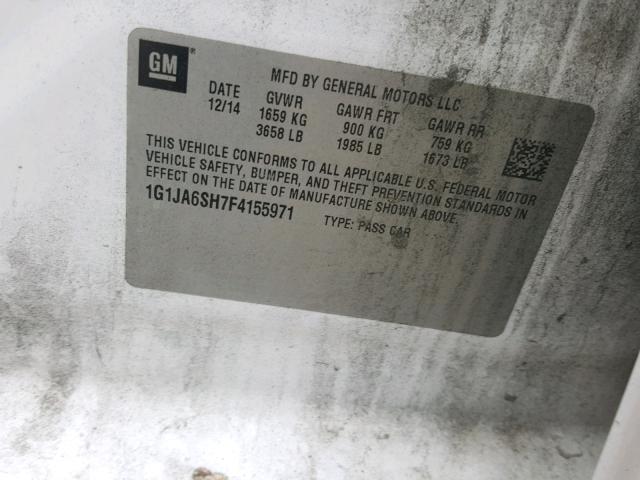 GM ®
MFD BY GENERAL MOTORS LLC
DATE GVWR GAWR FRT GAWR RR
12/14 1659 KG 900 KG 759 KG
3658 LB 1985 LB 1673 LB
THIS VEHICLE CONFORMS TO ALL APPLICABLE U.S. FEDERAL MOTOR
VEHICLE SAFETY, BUMPER, AND THEFT PREVENTION STANDARDS IN
EFFECT ON THE DATE OF MANUFACTURE SHOWN ABOVE.
1G1JA6SH7F4155971 TYPE: PASS CAR